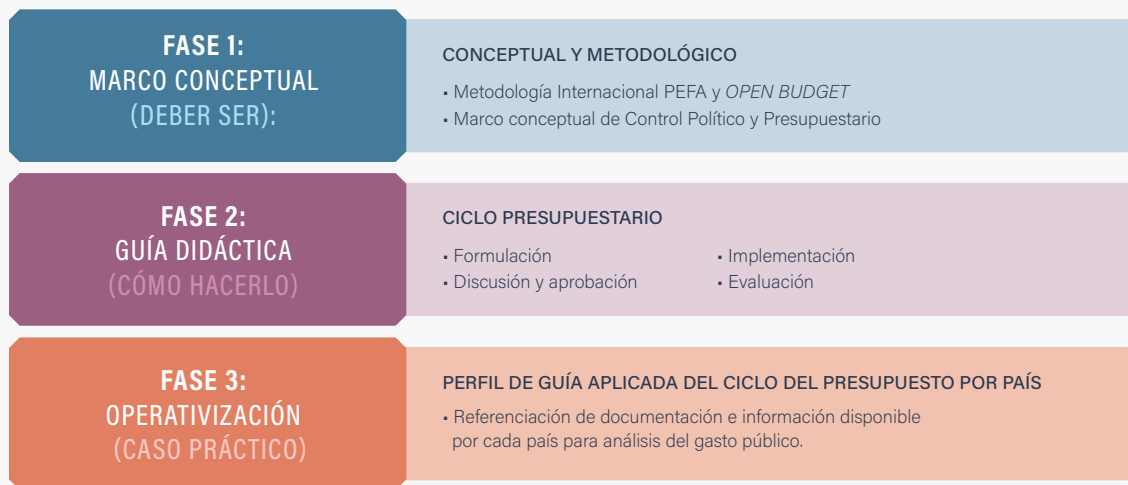 FASE 1:
MARCO CONCEPTUAL
(DEBER SER):
CONCEPTUAL Y METODOLÓGICO
▪ Metodología Internacional PEFA y OPEN BUDGET
▪ Marco conceptual de Control Político y Presupuestario
FASE 2:
GUÍA DIDÁCTICA
(CÓMO HACERLO)
CICLO PRESUPUESTARIO
▪ Formulación
▪ Discusión y aprobación
▪ Implementación
▪ Evaluación
FASE 3:
OPERATIVIZACIÓN
(CASO PRÁCTICO)
PERFIL DE GUÍA APLICADA DEL CICLO DEL PRESUPUESTO POR PAÍS
▪ Referenciación de documentación e información disponible
por cada país para análisis del gasto público.